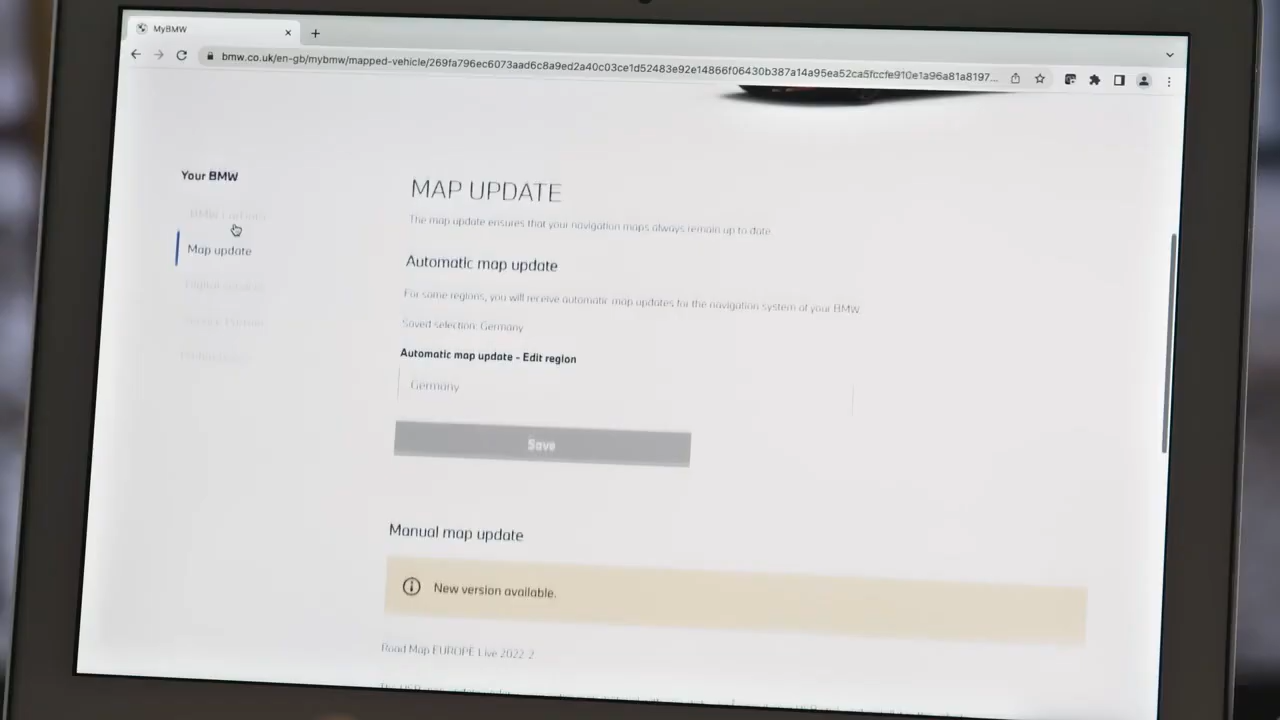 MyBMW
bmw.co.uk/en-gb/mybmw/mapped-vehicle/269fa796ec6073aad6c8a9ed2a40c03ce1d52483e92e14866f06430b387a14a95ea52ca5fccfe910e1a96a81a8197...
Your BMW
Map update
MAP UPDATE
The map update ensures that your navigation maps always remain up to date.
Automatic map update
For some regions, you will receive automatic map updates for the navigation system of your BMW.
Saved selection: Germany
Automatic map update - Edit region
Germany
Save
Manual map update
New version available.
Road Map EUROPE Live 2022-2